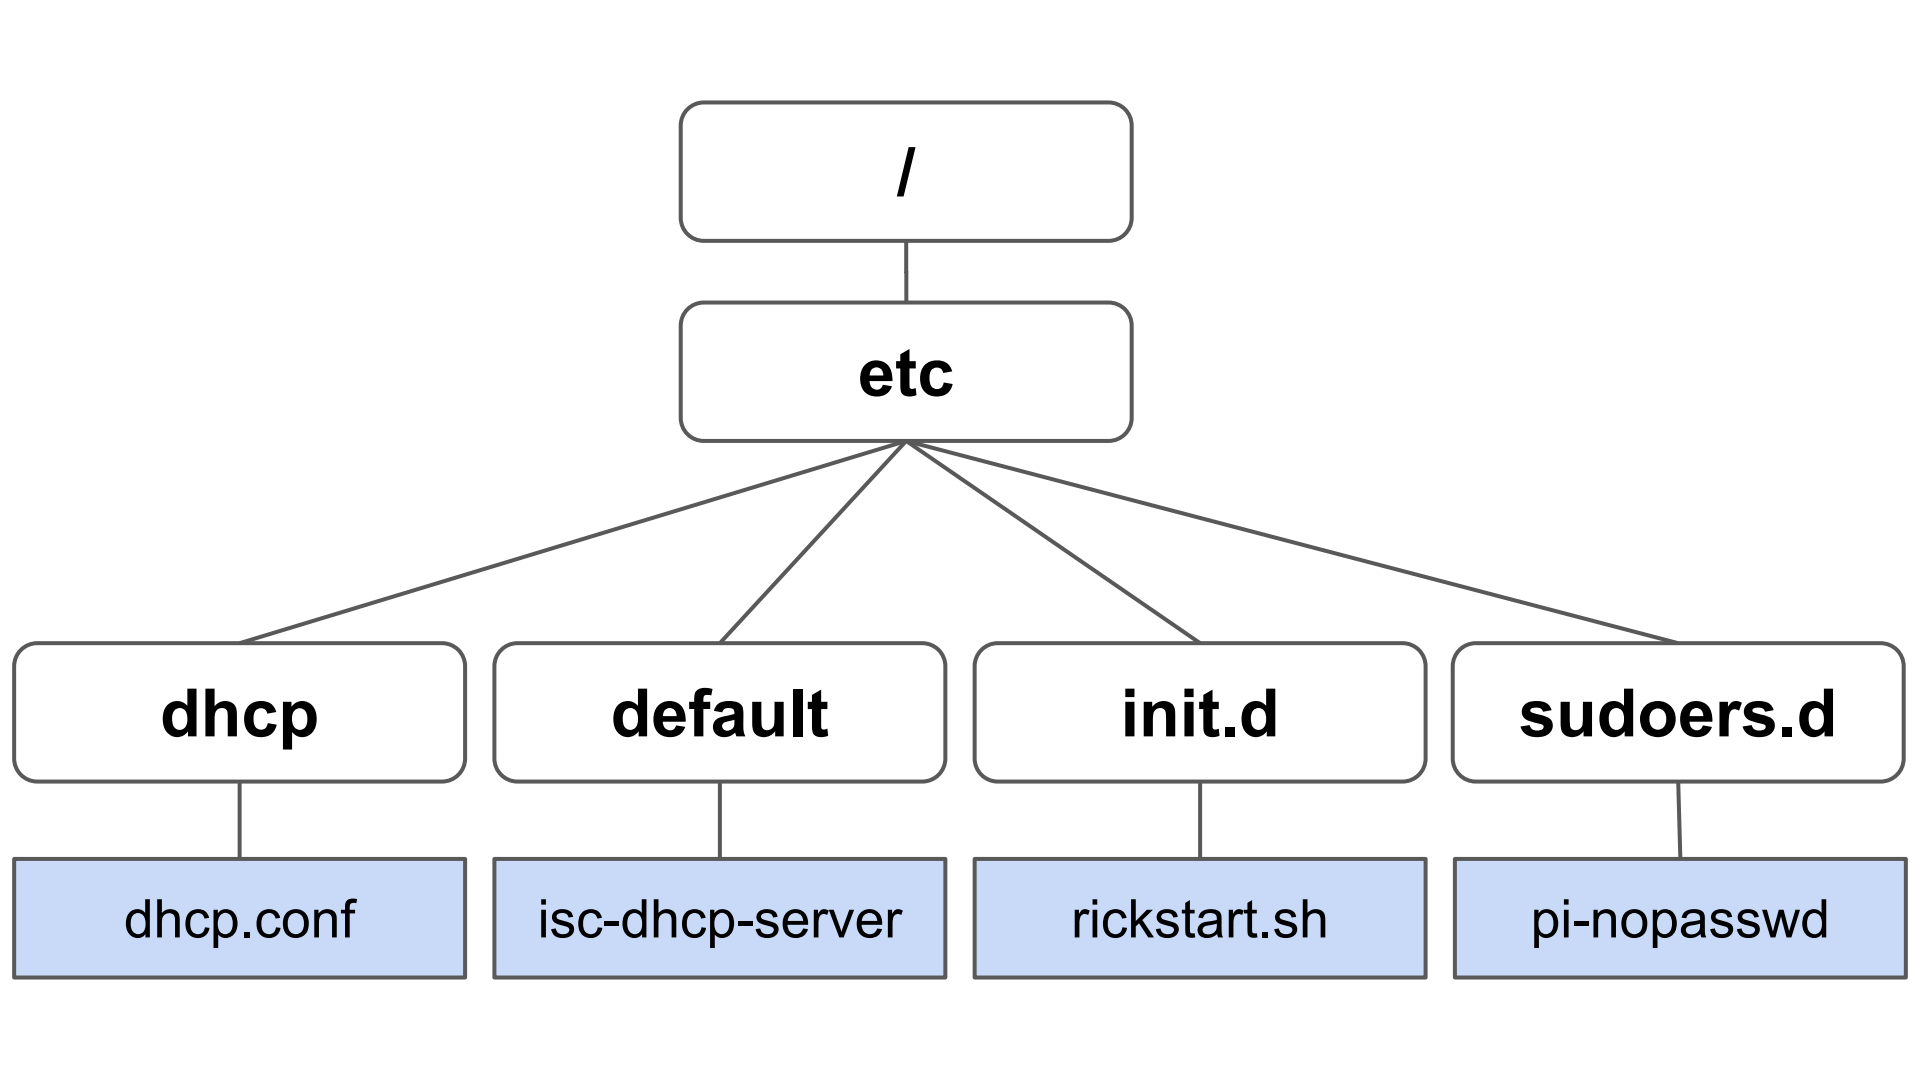 /
etc
dhcp
default
init.d
sudoers.d
dhcp.conf
isc-dhcp-server
rickstart.sh
pi-nopasswd